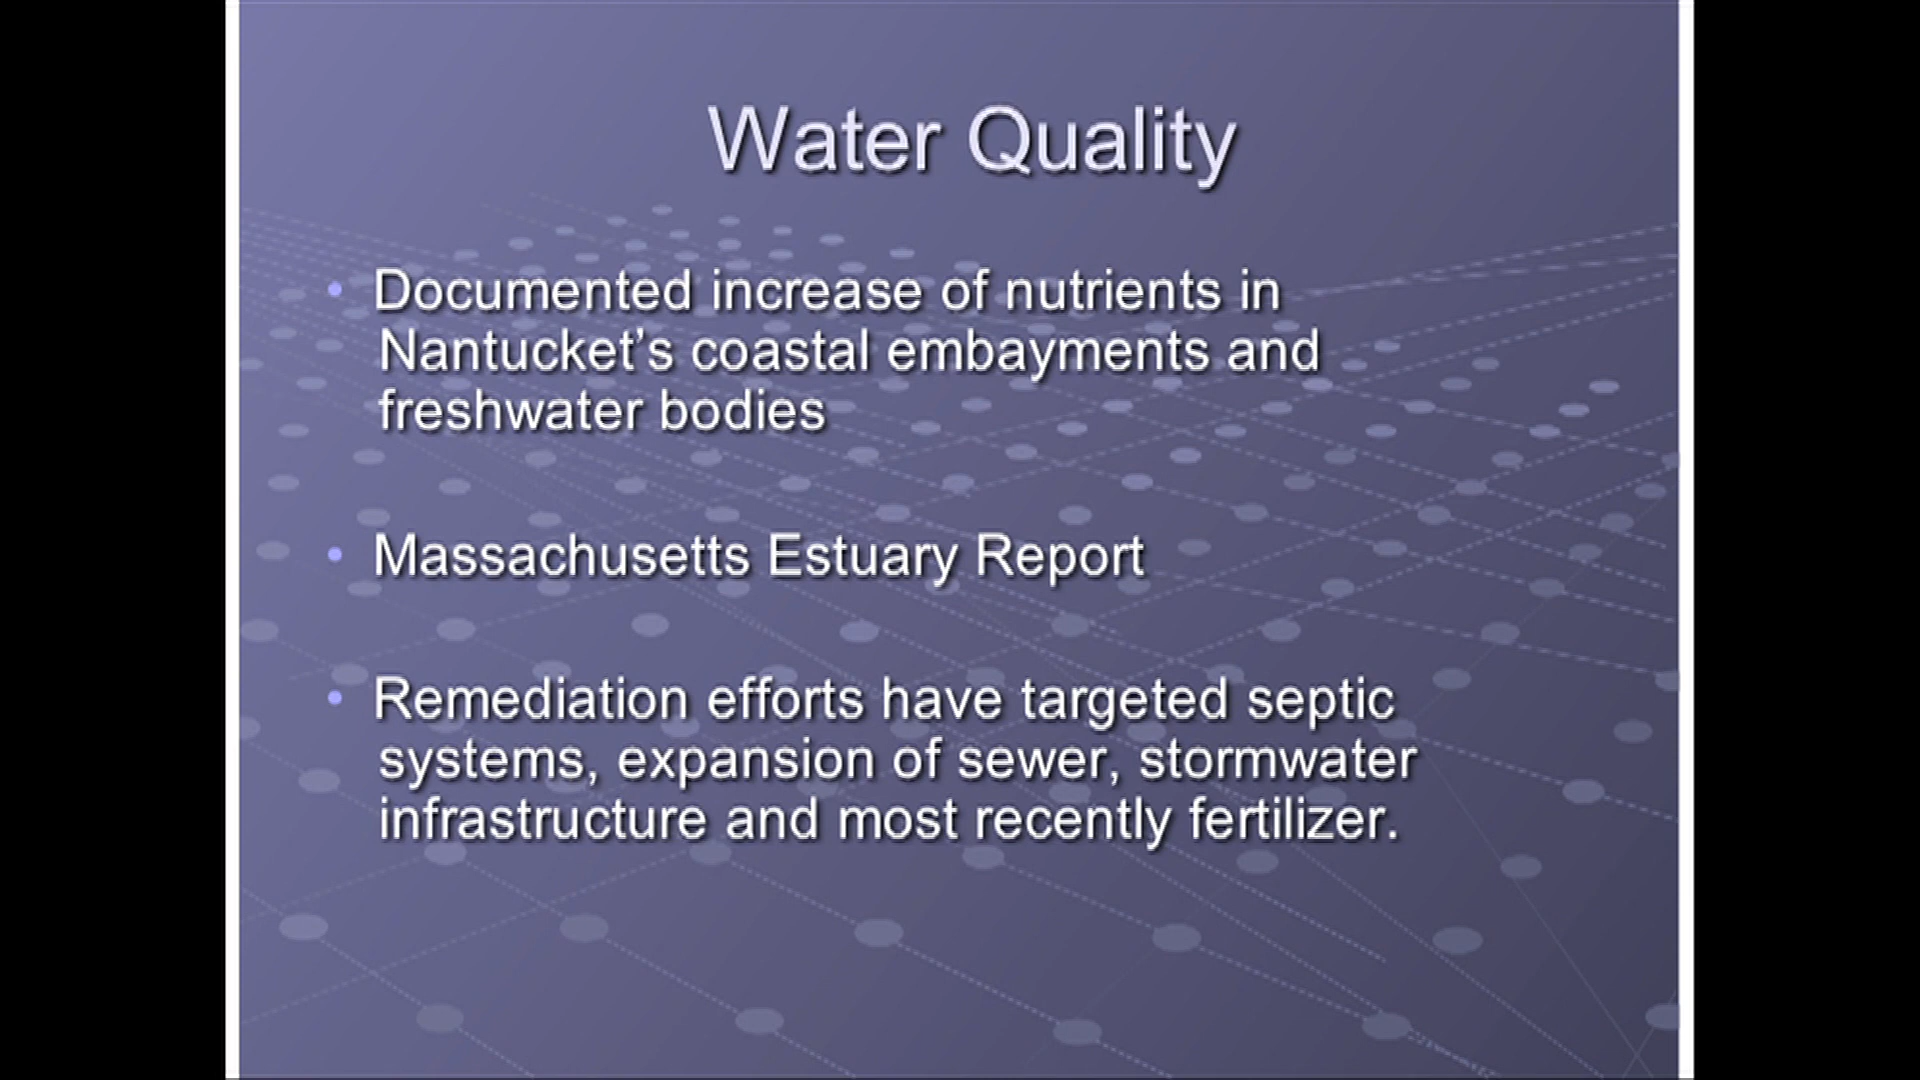 Water Quality
• Documented increase of nutrients in
Nantucket’s coastal embayments and
freshwater bodies
• Massachusetts Estuary Report
• Remediation efforts have targeted septic
systems, expansion of sewer, stormwater
infrastructure and most recently fertilizer.